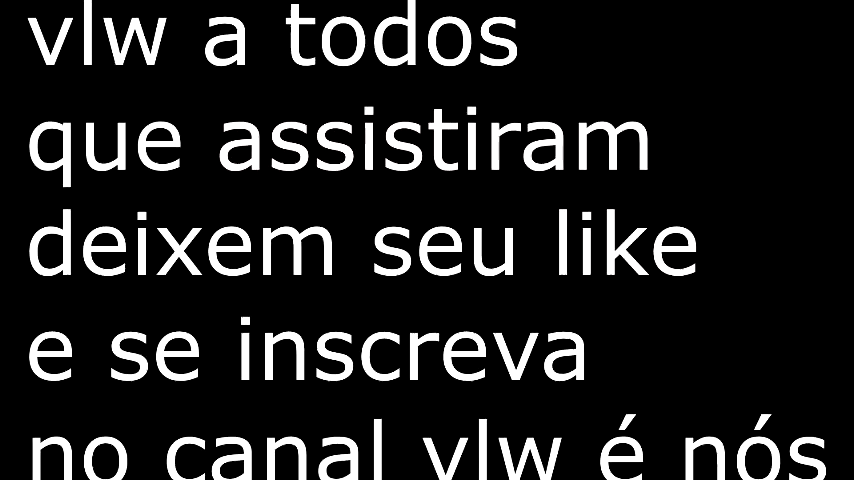 vlw a todos
que assistiram
deixem seu like
e se inscreva
no canal vlw é nós